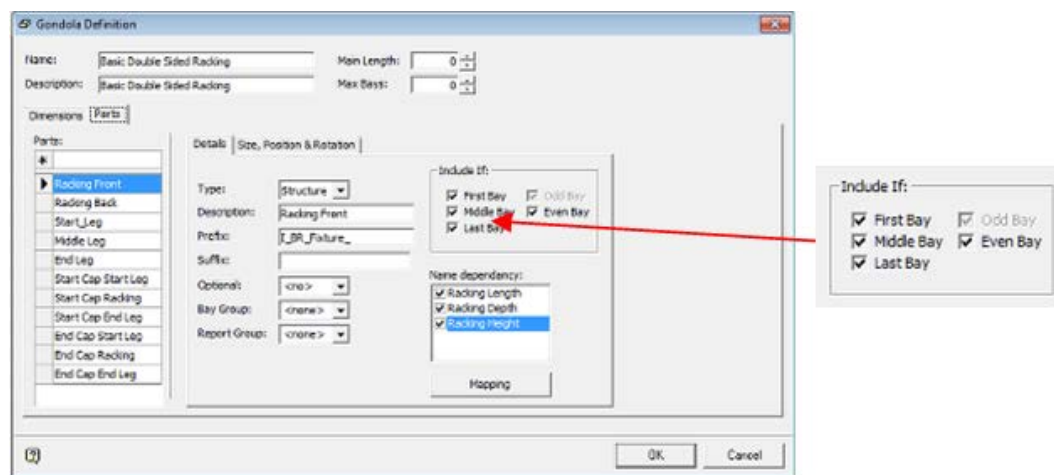 Gondola Definition
Name: Basic Double Sided Racking Main Length: 0
Description: Basic Double Sided Racking Max Bays: 0
Dimensions Parts
Parts:
Racking Front
Racking Back
Start_Leg
Middle Leg
End Leg
Start Cap Start Leg
Start Cap Racking
Start Cap End Leg
End Cap Start Leg
End Cap Racking
End Cap End Leg
Details Size, Position & Rotation
Type: Structure
Description: Racking Front
Prefix: I_BR_Fixture_
Suffix:
Optional: <no>
Bay Group: <none>
Report Group: <none>
Include If:
First Bay Odd Bay
Middle Bay Even Bay
Last Bay
Name dependancy:
Racking Length
Racking Depth
Racking Height
Mapping
OK Cancel
Include If:
First Bay Odd Bay
Middle Bay Even Bay
Last Bay